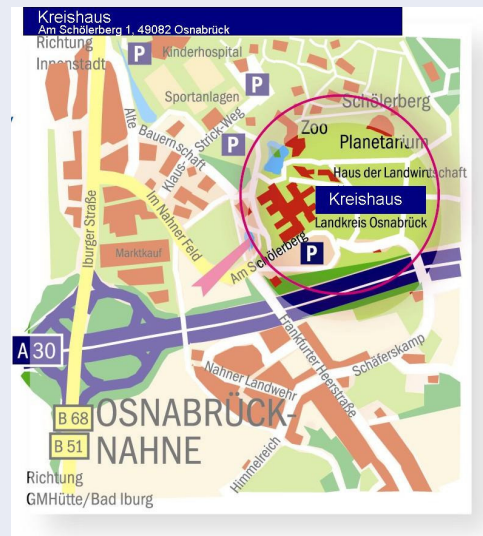 Kreishaus
Am Schölerberg 1, 49082 Osnabrück
Richtung
Innenstadt
P
Kinderhospital
P
Sportanlagen
P
Schölerberg
Zoo
Planetarium
Haus der Landwirtschaft
Kreishaus
Landkreis Osnabrück
Alte
Bauernschaft
Klaus-
Strick-Weg
Iburger Straße
Im Nahner Feld
Marktkauf
Am Schölerberg
P
A 30
Frankfurter Heerstraße
Schäferskamp
Nahner Landwehr
B 68
B 51
OSNABRÜCK-
NAHNE
Himmelreich
Richtung
GMHütte/Bad Iburg